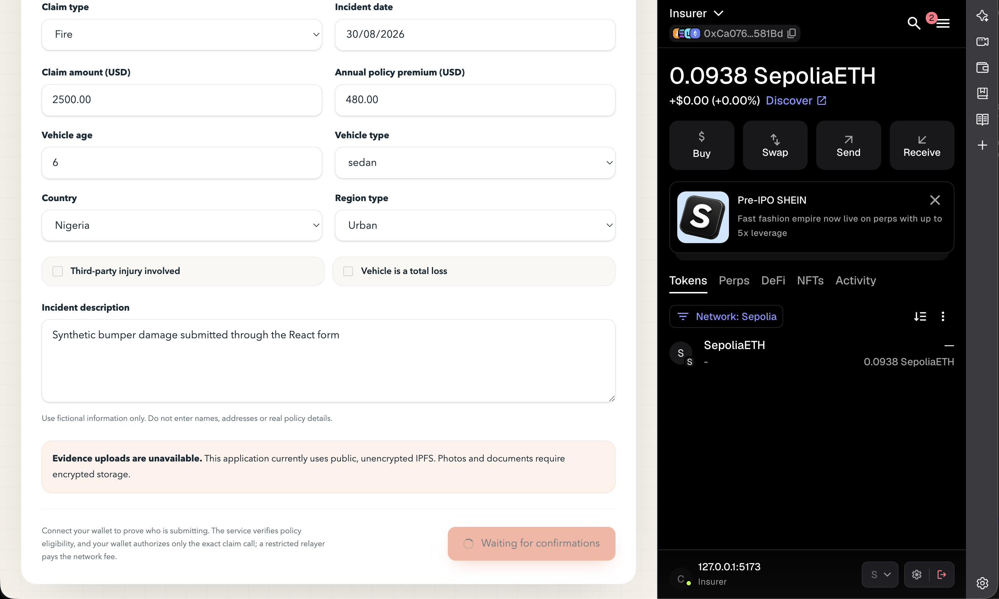 Claim type
Incident date
Fire
30/08/2026
Claim amount (USD)
Annual policy premium (USD)
2500.00
480.00
Vehicle age
Vehicle type
6
sedan
Country
Region type
Nigeria
Urban
Third-party injury involved
Vehicle is a total loss
Incident description
Synthetic bumper damage submitted through the React form
Use fictional information only. Do not enter names, addresses or real policy details.
Evidence uploads are unavailable. This application currently uses public, unencrypted IPFS. Photos and documents require
encrypted storage.
Connect your wallet to prove who is submitting. The service verifies policy
eligibility, and your wallet authorizes only the exact claim call; a restricted relayer
pays the network fee.
Waiting for confirmations
Insurer
2
0xCa076...581Bd
0.0938 SepoliaETH
+$0.00 (+0.00%) Discover
Buy
Swap
Send
Receive
S
Pre-IPO SHEIN
Fast fashion empire now live on perps with up to
5x leverage
Tokens
Perps
DeFi
NFTs
Activity
Network: Sepolia
S
S
SepoliaETH
—
-
0.0938 SepoliaETH
C
127.0.0.1:5173
Insurer
S